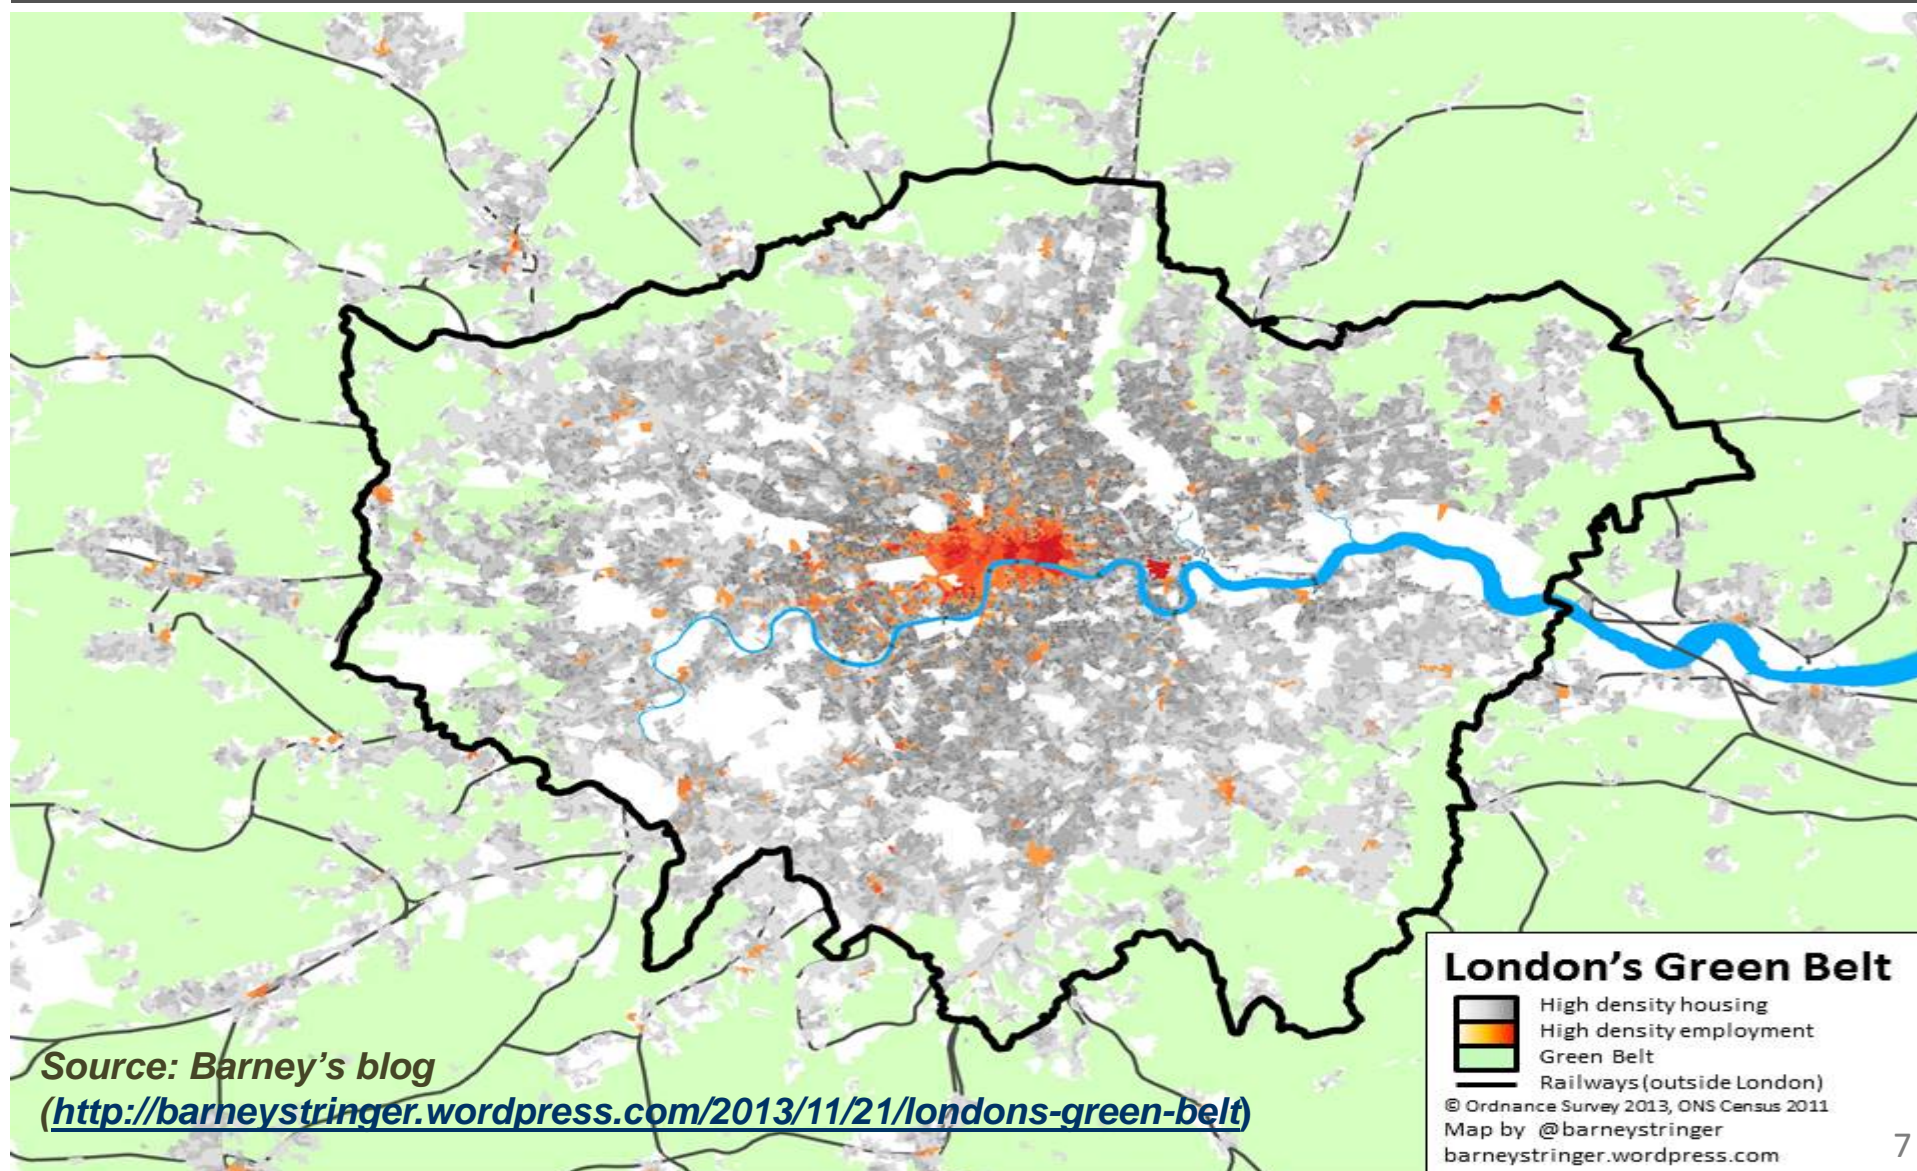 London's Green Belt
High density housing
High density employment
Green Belt
Railways (outside London)
© Ordnance Survey 2013, ONS Census 2011
Map by @barneystringer
barneystringer.wordpress.com
Source: Barney's blog
(http://barneystringer.wordpress.com/2013/11/21/londons-green-belt)
7